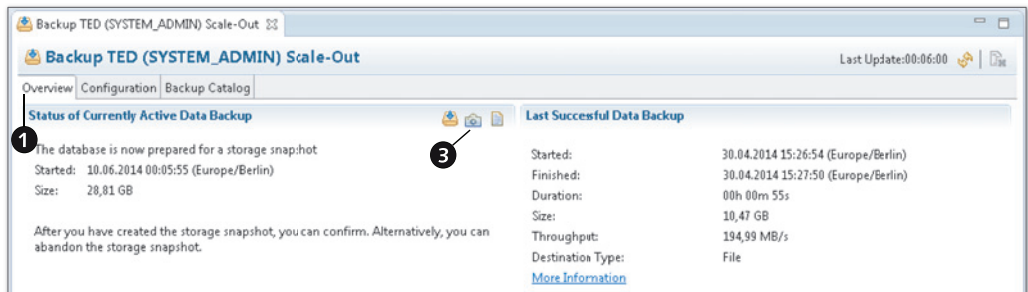 Backup TED (SYSTEM_ADMIN) Scale-Out
Backup TED (SYSTEM_ADMIN) Scale-Out
Last Update:00:06:00
Overview Configuration Backup Catalog
Status of Currently Active Data Backup
1
3
The database is now prepared for a storage snap:hot
Started: 10.06.2014 00:05:55 (Europe/Berlin)
Size: 28,81 GB
After you have created the storage snapshot, you can confirm. Alternatively, you can
abandon the storage snapshot.
Last Successful Data Backup
Started: 30.04.2014 15:26:54 (Europe/Berlin)
Finished: 30.04.2014 15:27:50 (Europe/Berlin)
Duration: 00h 00m 55s
Size: 10,47 GB
Throughput: 194,99 MB/s
Destination Type: File
More Information